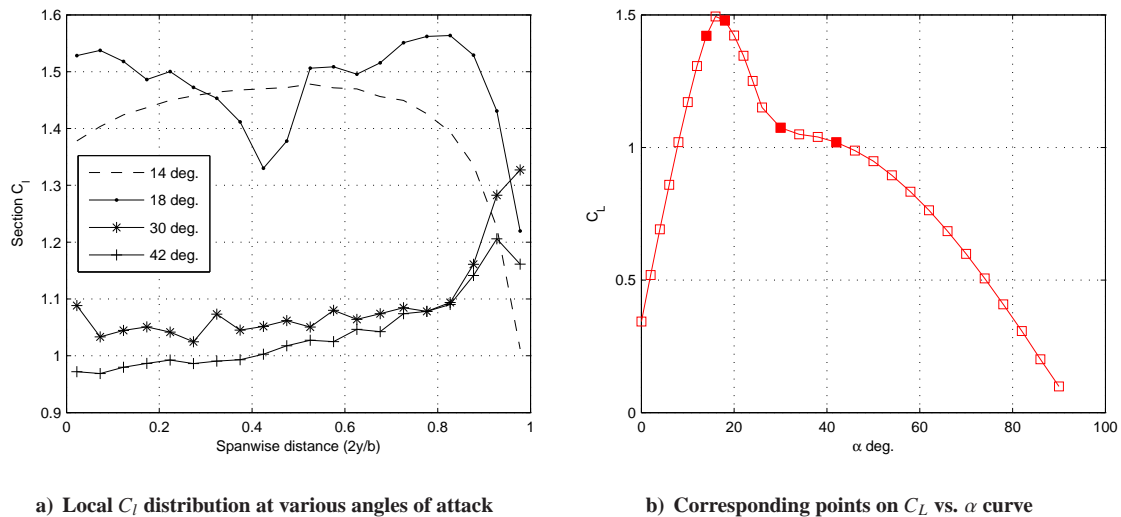 1.6
1.5
1.4
1.3
1.2
1.1
1
0.9
Section C_l
14 deg.
18 deg.
30 deg.
42 deg.
0 0.2 0.4 0.6 0.8 1
Spanwise distance (2y/b)
a) Local C_l distribution at various angles of attack
1.5
1
0.5
0
C_L
0 20 40 60 80 100
α deg.
b) Corresponding points on C_L vs. α curve